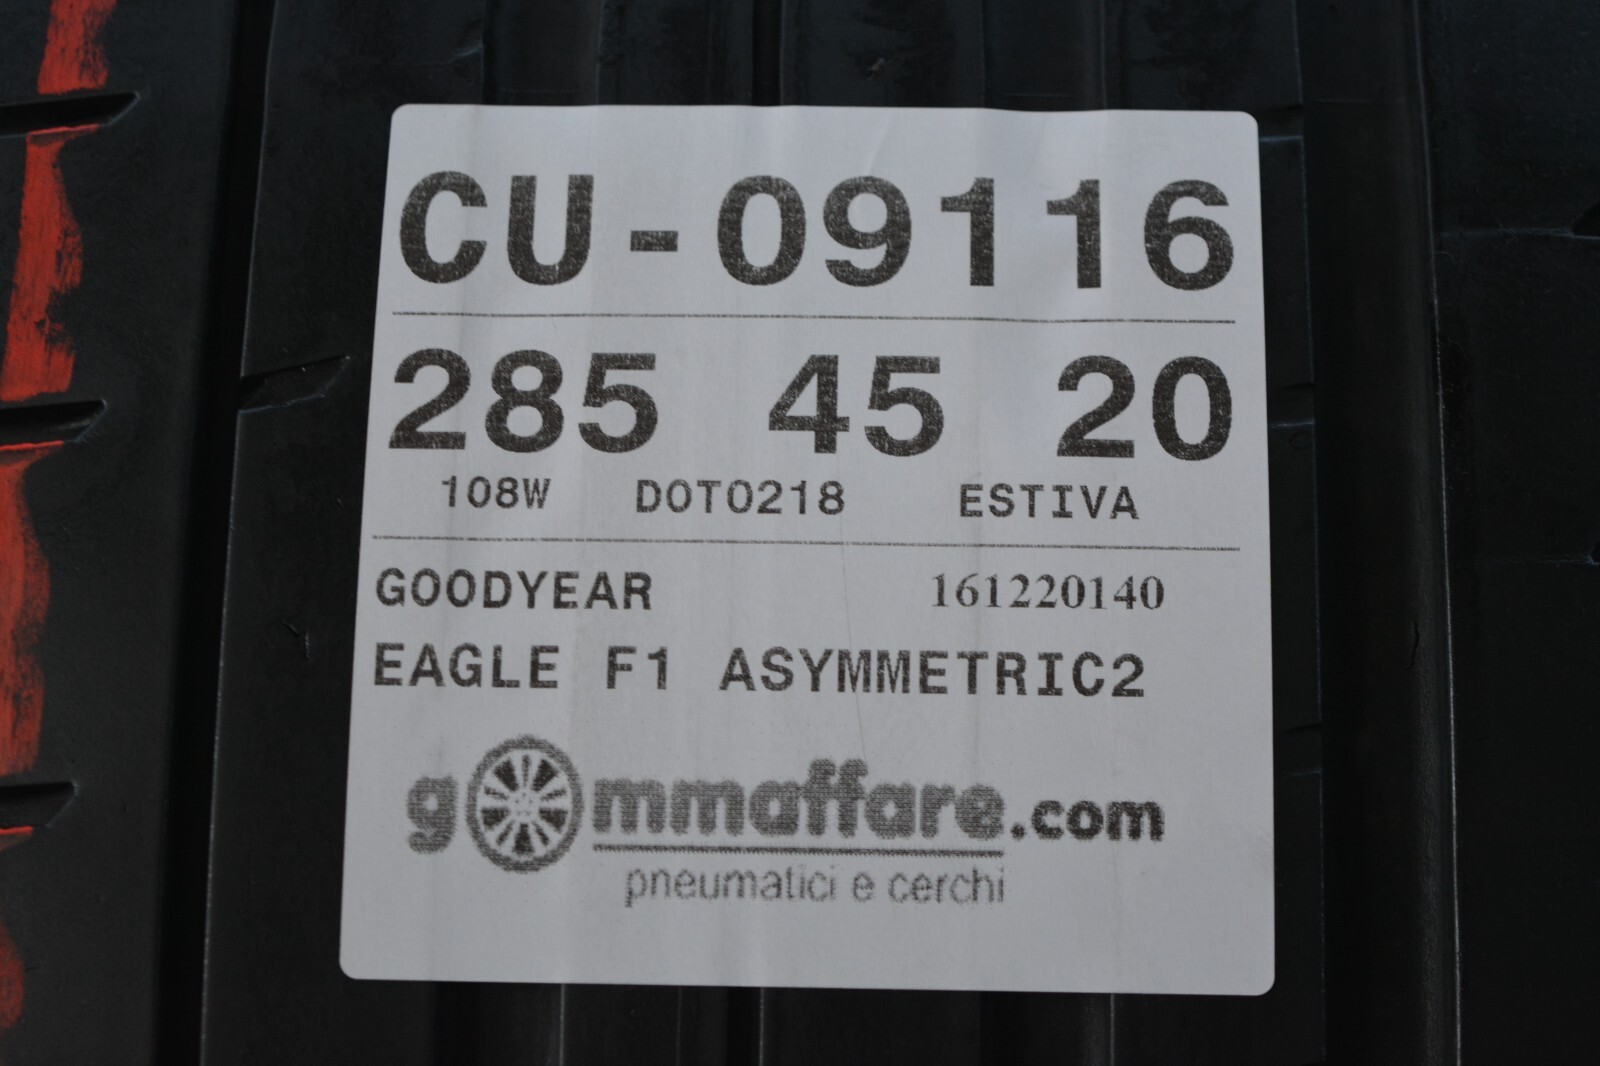 CU-09116
285 45 20
108W DOT0218 ESTIVA
GOODYEAR 161220140
EAGLE F1 ASYMMETRIC2
gommaffare.com
pneumatici e cerchi